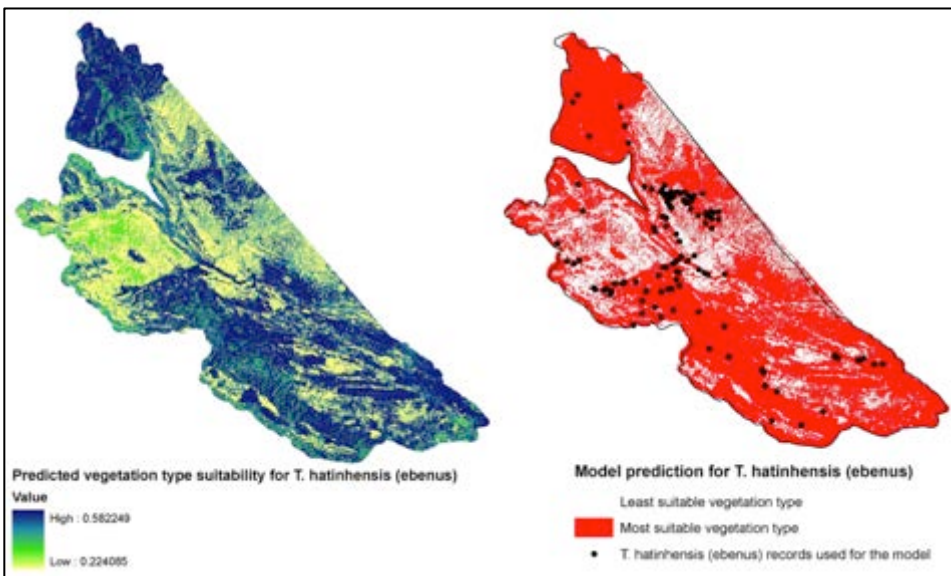 Predicted vegetation type suitability for T. hatinhensis (ebenus)
Value
High : 0.582249
Low : 0.224085
Model prediction for T. hatinhensis (ebenus)
Least suitable vegetation type
Most suitable vegetation type
T. hatinhensis (ebenus) records used for the model